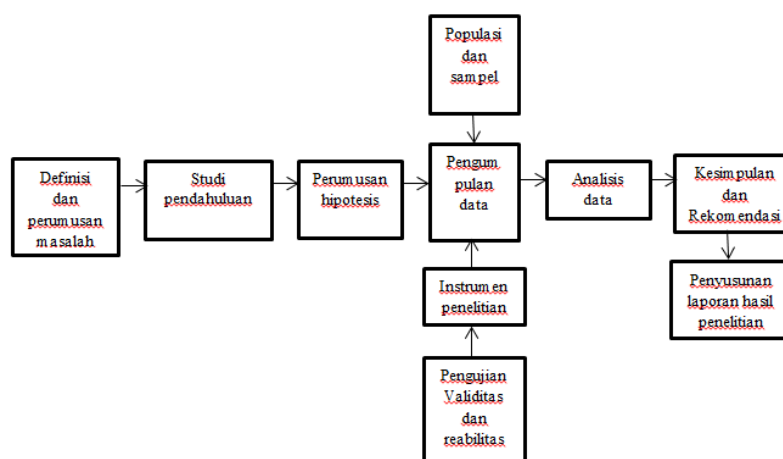 Populasi
dan
sampel
Definisi
dan
perumusan
masalah
Studi
pendahuluan
Perumusan
hipotesis
Pengum
pulan
data
Analisis
data
Kesimpulan
dan
Rekomendasi
Instrumen
penelitian
Penyusunan
laporan hasil
penelitian
Pengujian
Validitas
dan
reabilitas